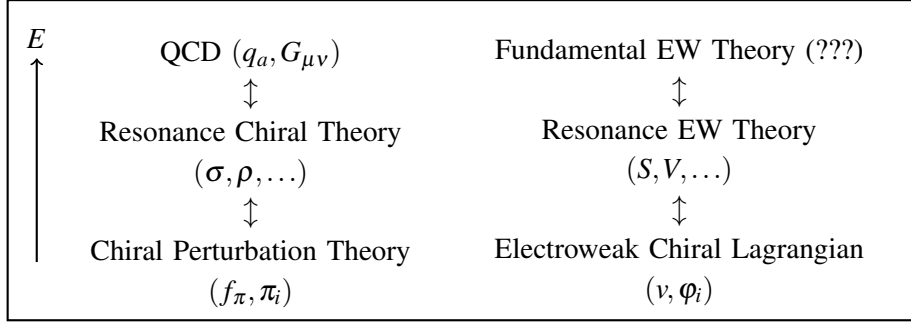 E
QCD (q_a, G_μν)
↕
Resonance Chiral Theory
(σ, ρ, …)
↕
Chiral Perturbation Theory
(f_π, π_i)
Fundamental EW Theory (???)
↕
Resonance EW Theory
(S, V, …)
↕
Electroweak Chiral Lagrangian
(v, φ_i)